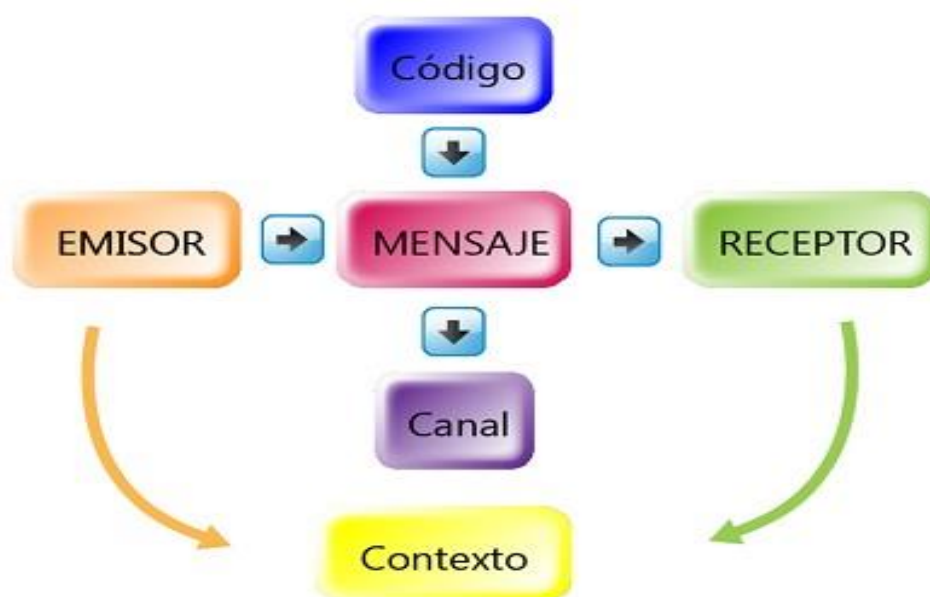 Código
EMISOR
MENSAJE
RECEPTOR
Canal
Contexto